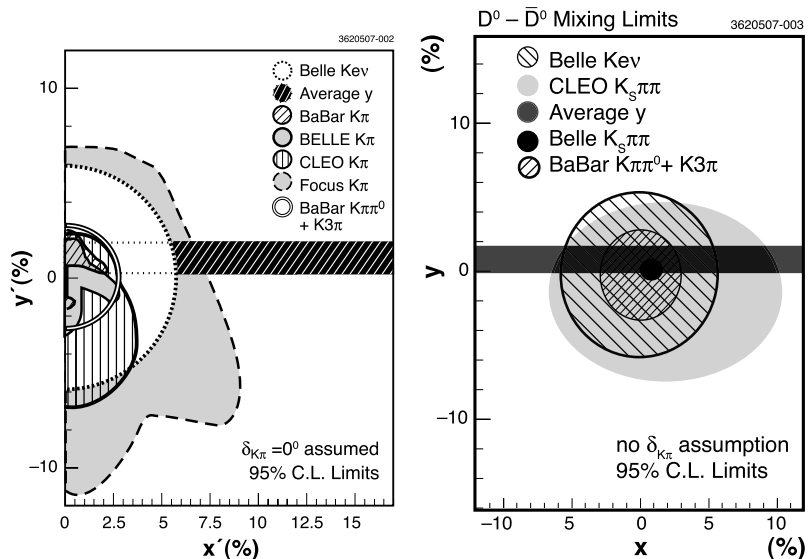 3620507-002
Belle Keν
Average y
BaBar Kπ
BELLE Kπ
CLEO Kπ
Focus Kπ
BaBar Kππ⁰
+ K3π
10
0
−10
y´(%)
δKπ =0⁰ assumed
95% C.L. Limits
0 2.5 5 7.5 10 12.5 15
x´(%)
D⁰ – D̅⁰ Mixing Limits
3620507-003
(%)
Belle Keν
CLEO KSππ
Average y
Belle KSππ
BaBar Kππ⁰+ K3π
10
y
0
−10
no δKπ assumption
95% C.L. Limits
−10 5 0 5 10
x (%)